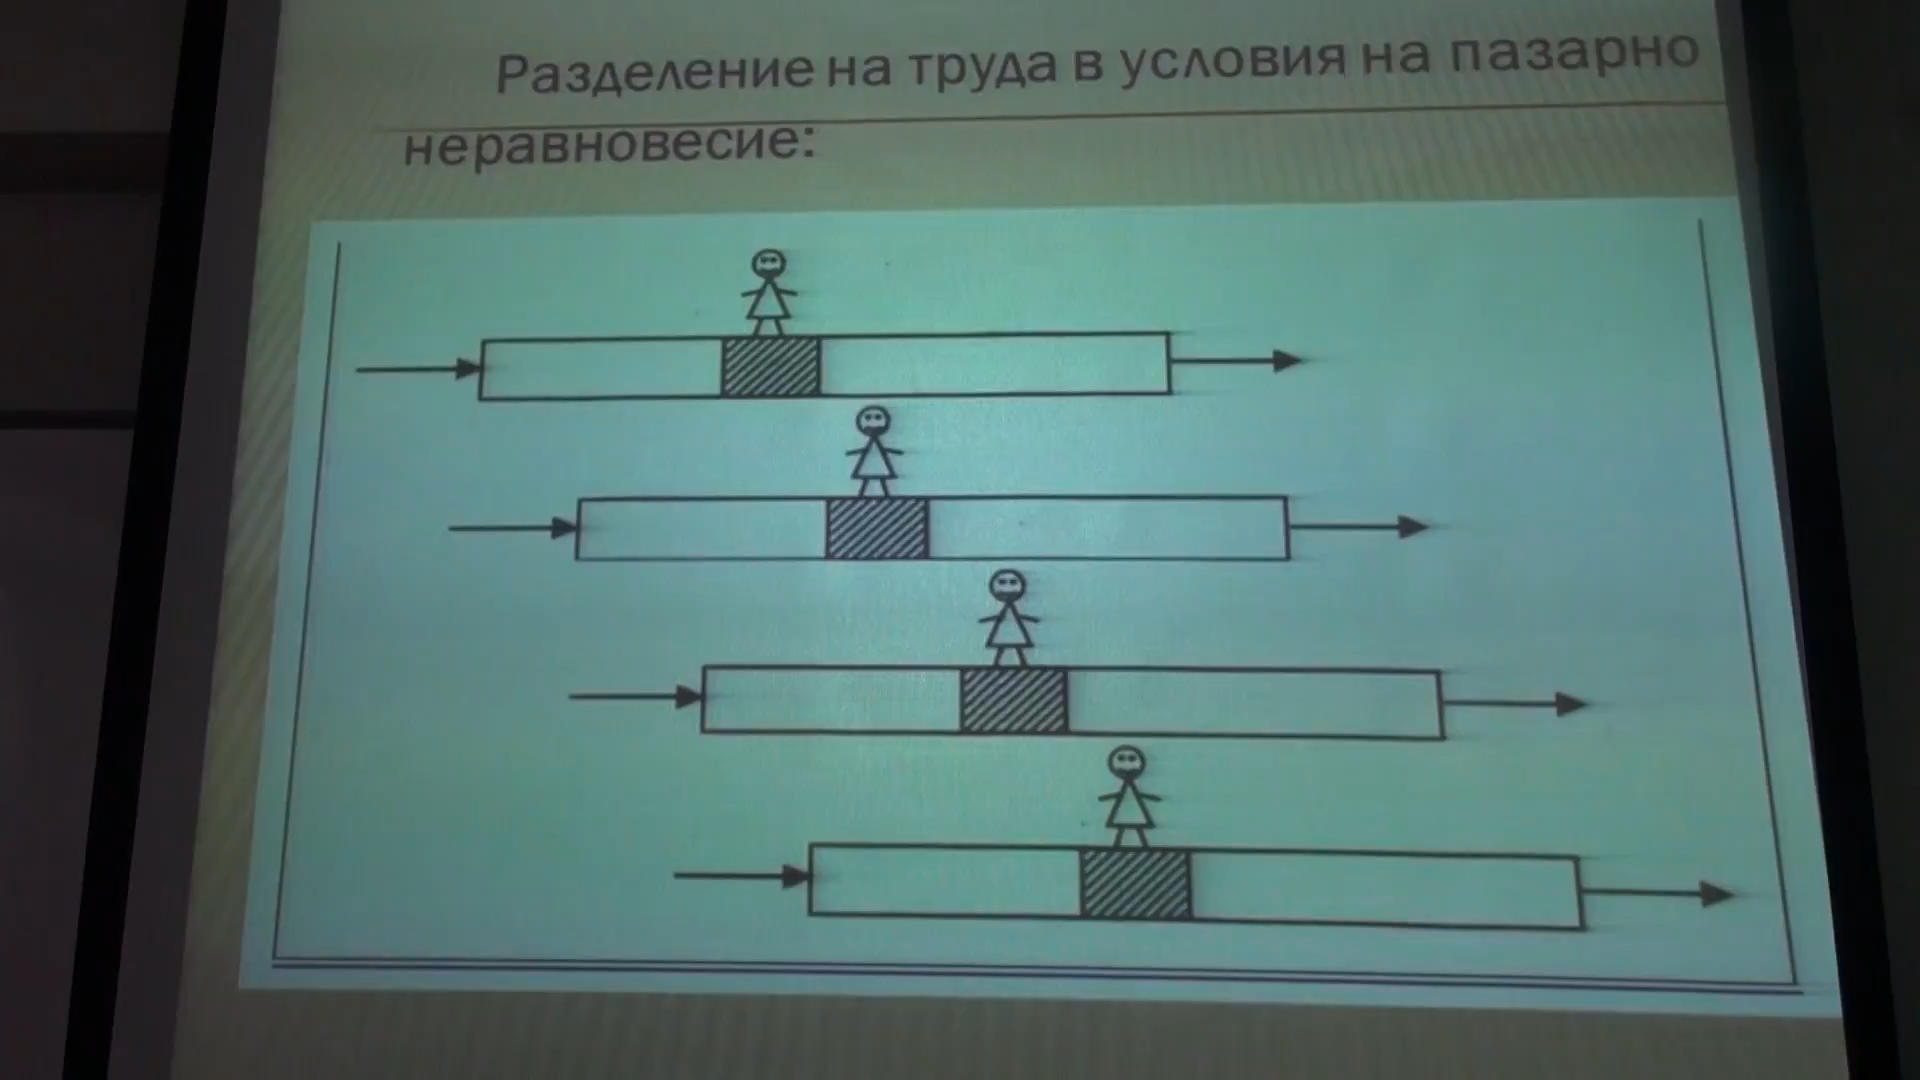 Разделение на труда в условия на пазарно
неравновесие: